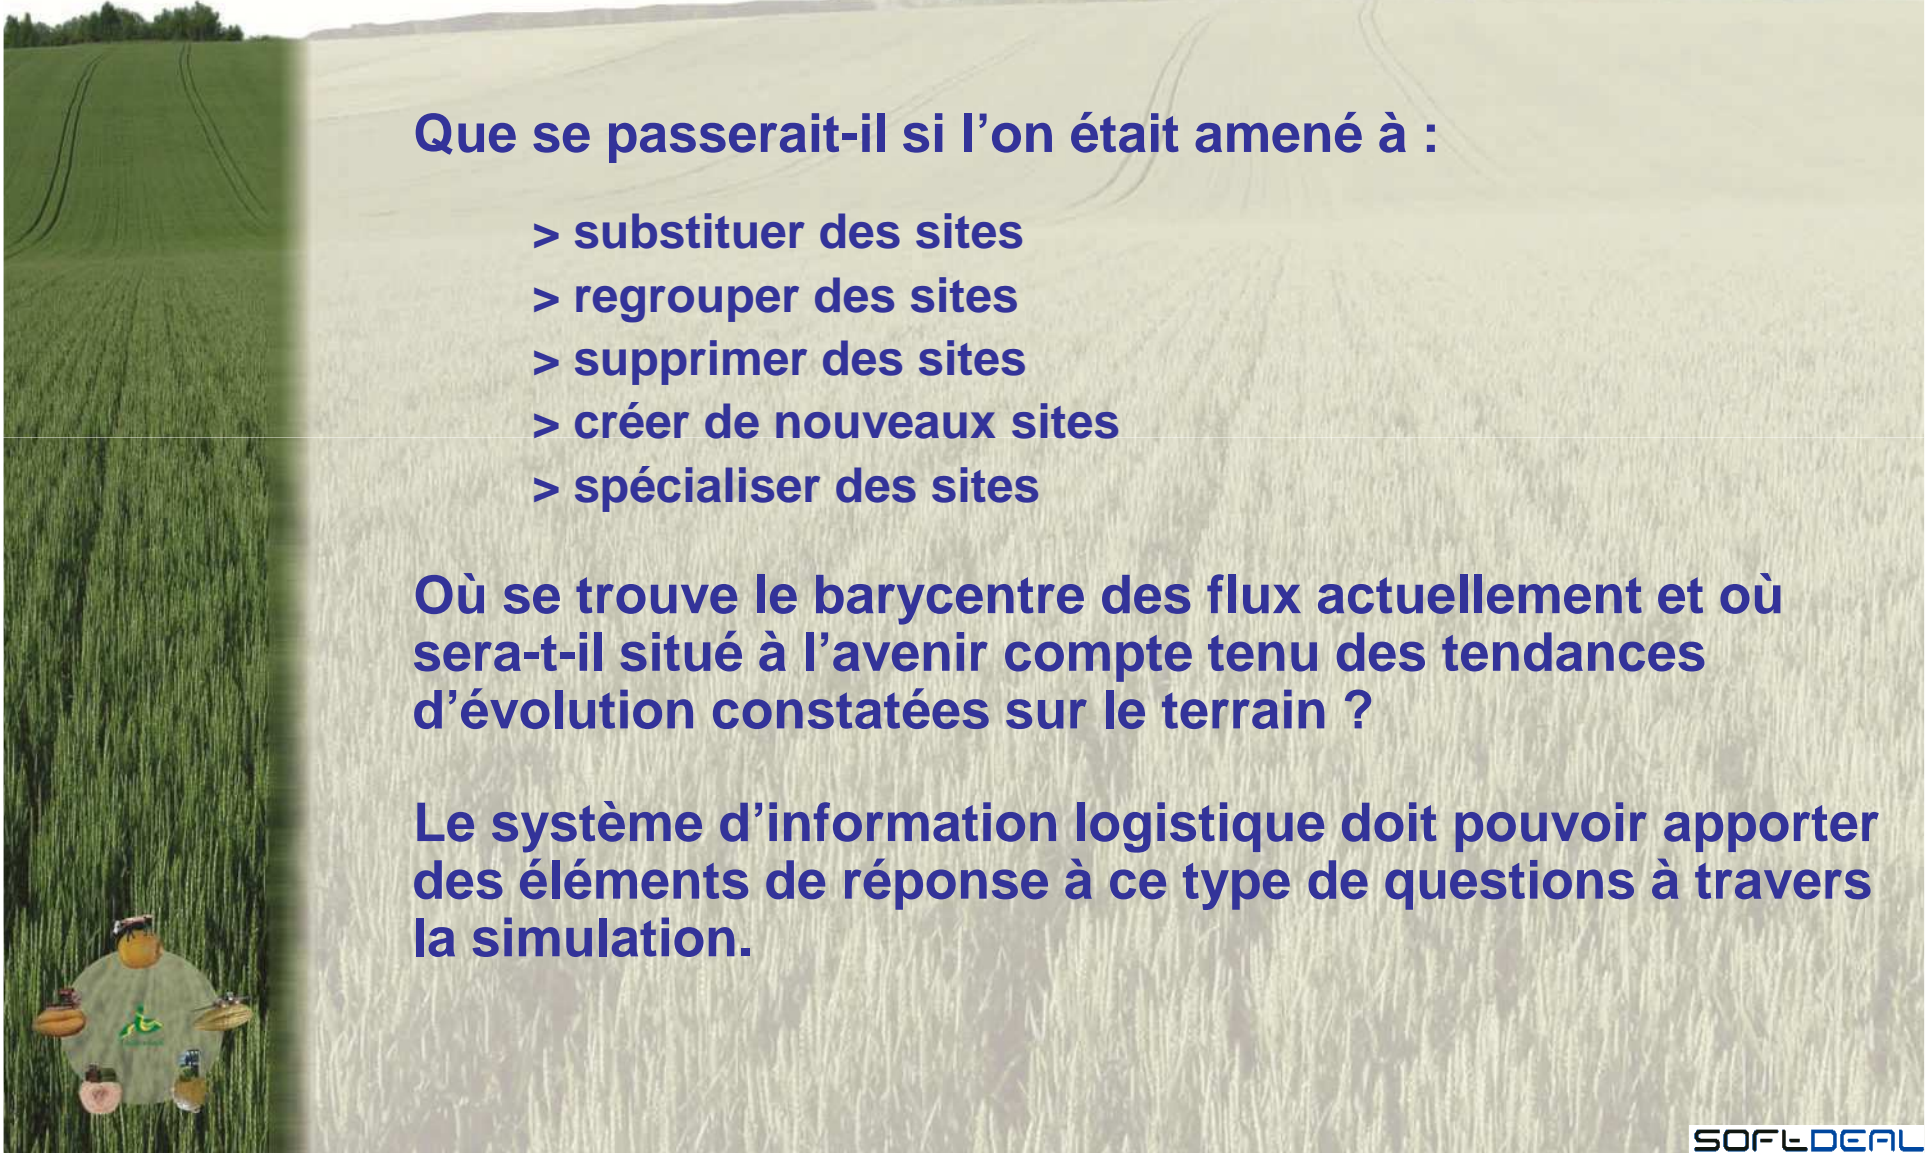 Que se passerait-il si l’on était amené à :
> substituer des sites
> regrouper des sites
> supprimer des sites
> créer de nouveaux sites
> spécialiser des sites
Où se trouve le barycentre des flux actuellement et où
sera-t-il situé à l’avenir compte tenu des tendances
d’évolution constatées sur le terrain ?
Le système d’information logistique doit pouvoir apporter
des éléments de réponse à ce type de questions à travers
la simulation.
SOFTDEAL